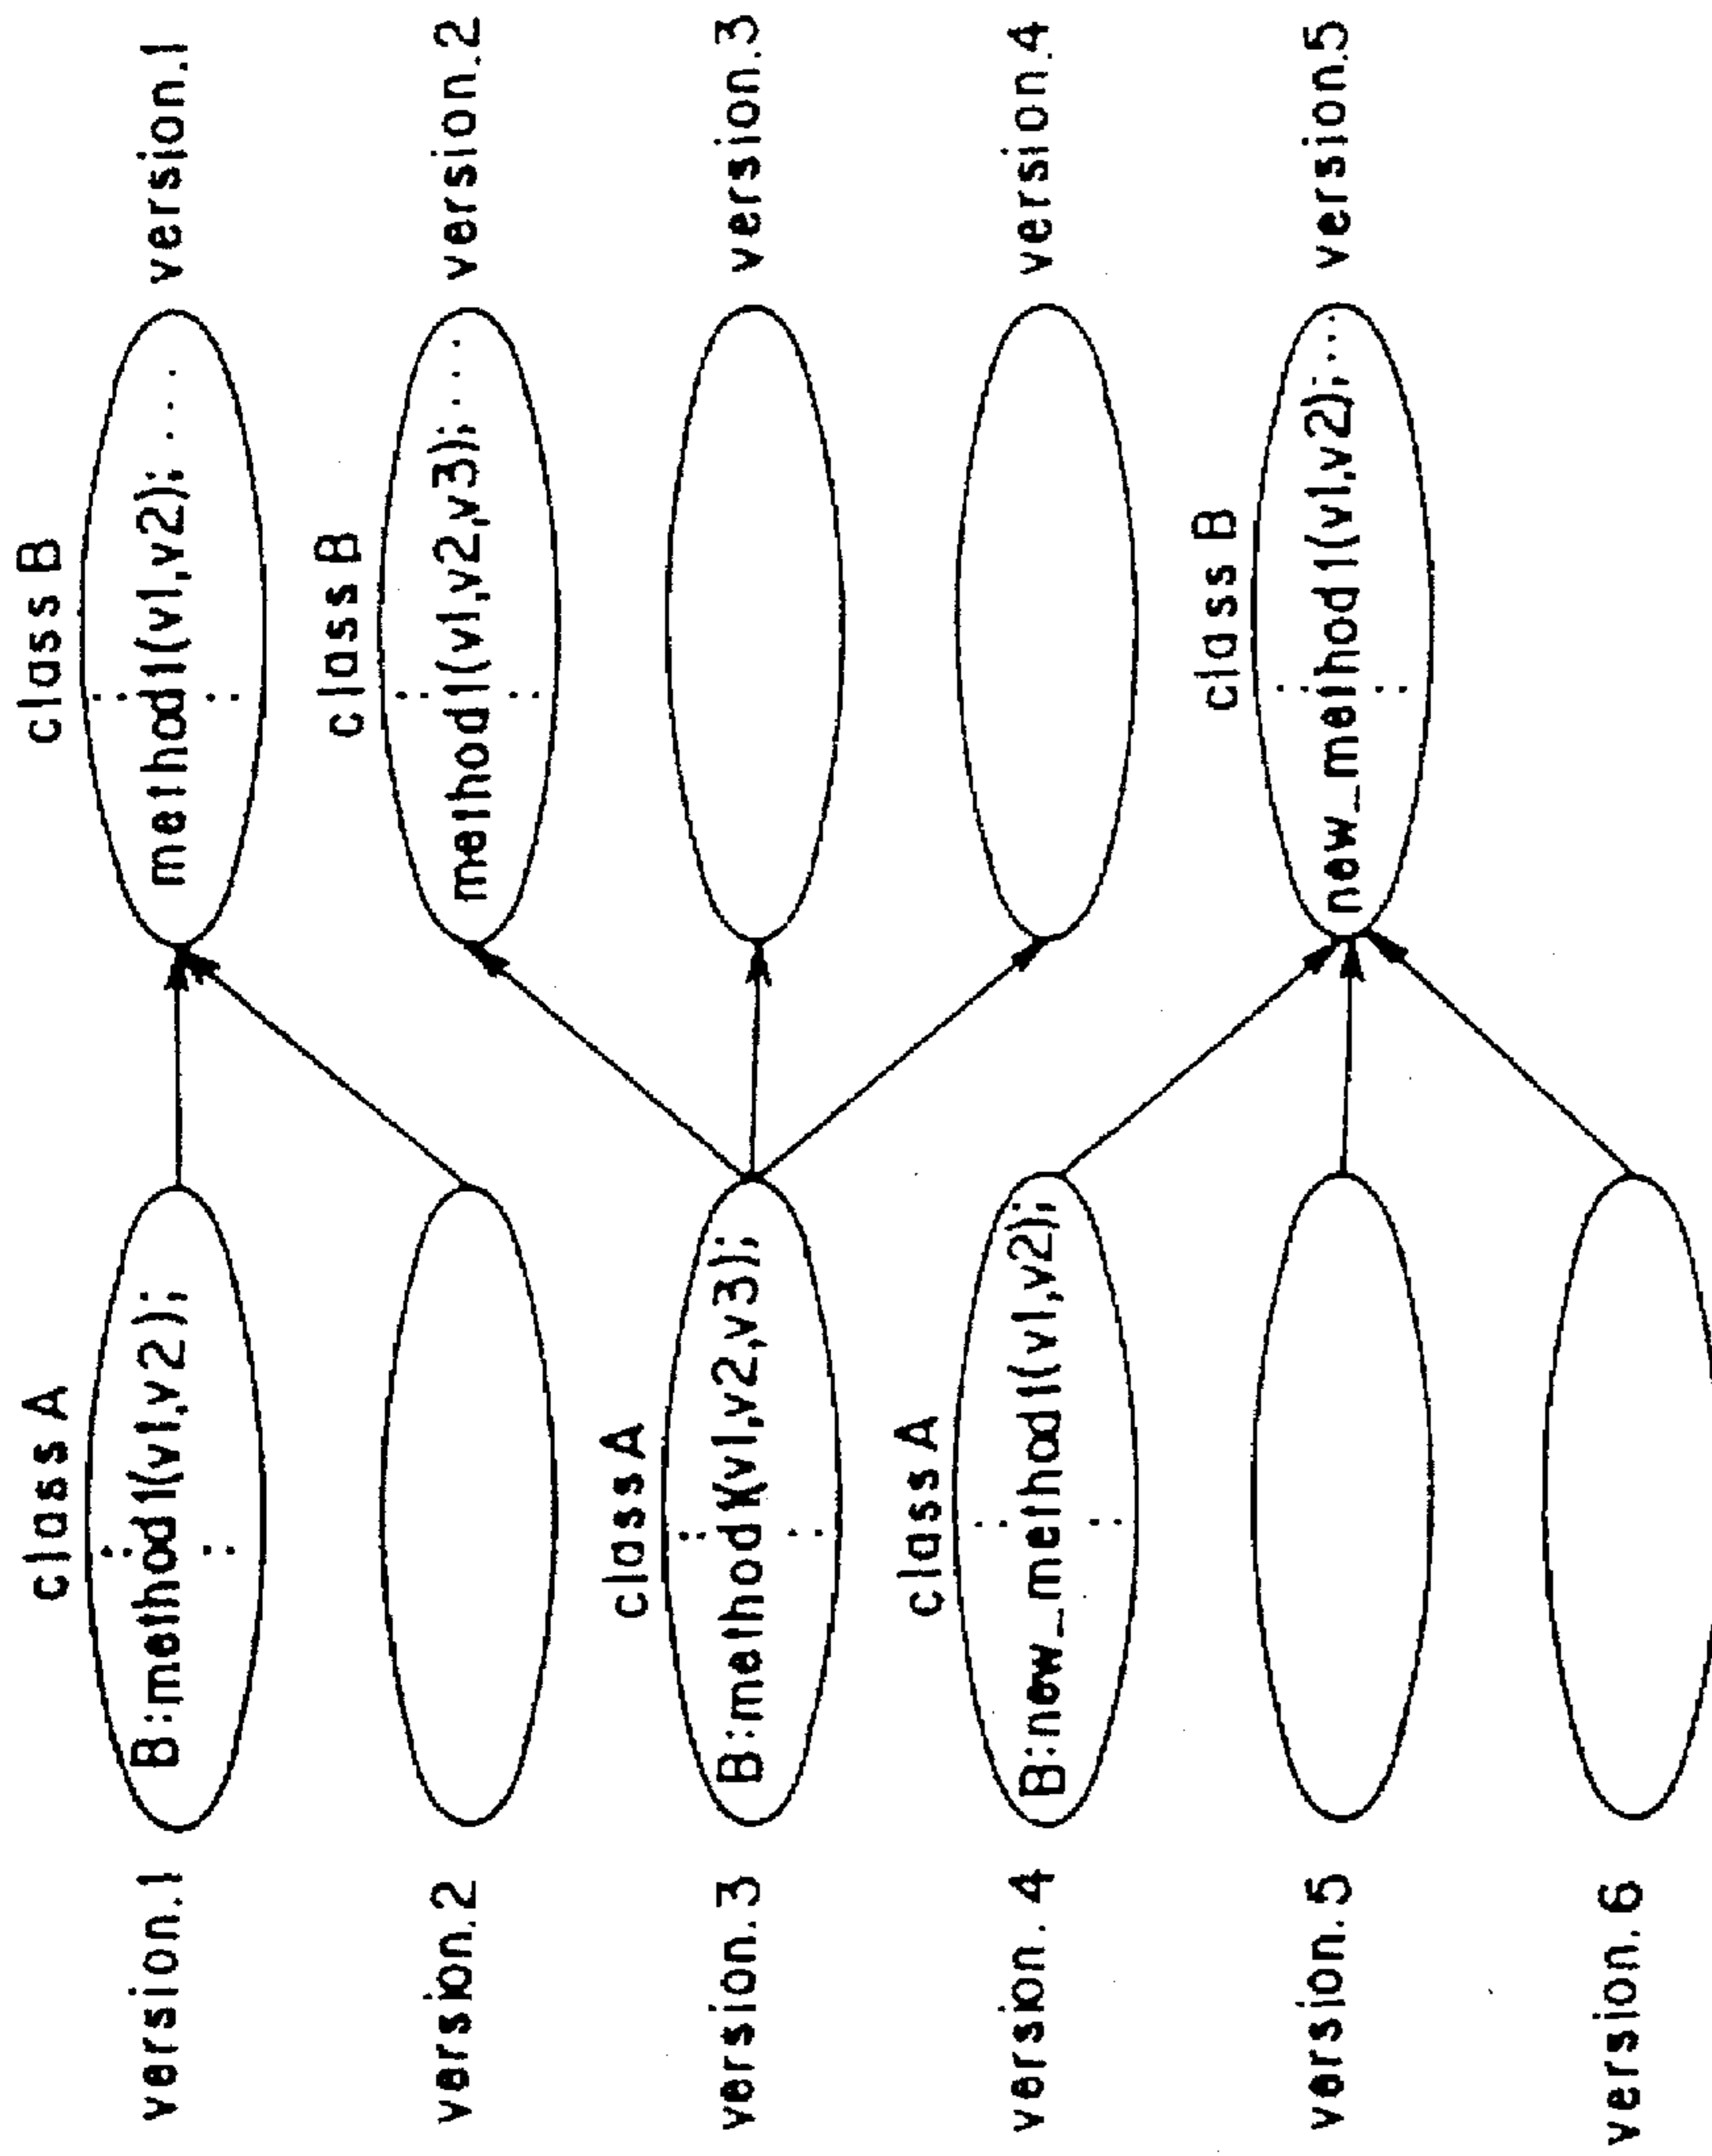 class A
class B
version.1
B:method1(v1,v2);
method1(v1,v2); . . .
version.1
class B
version.2
method1(v1,v2,v3); . . .
version.2
class A
version.3
B:method1(v1,v2,v3);
version.3
class A
version.4
B:new_method1(v1,v2);
version.4
class B
version.5
new_method1(v1,v2); . . .
version.5
version.6